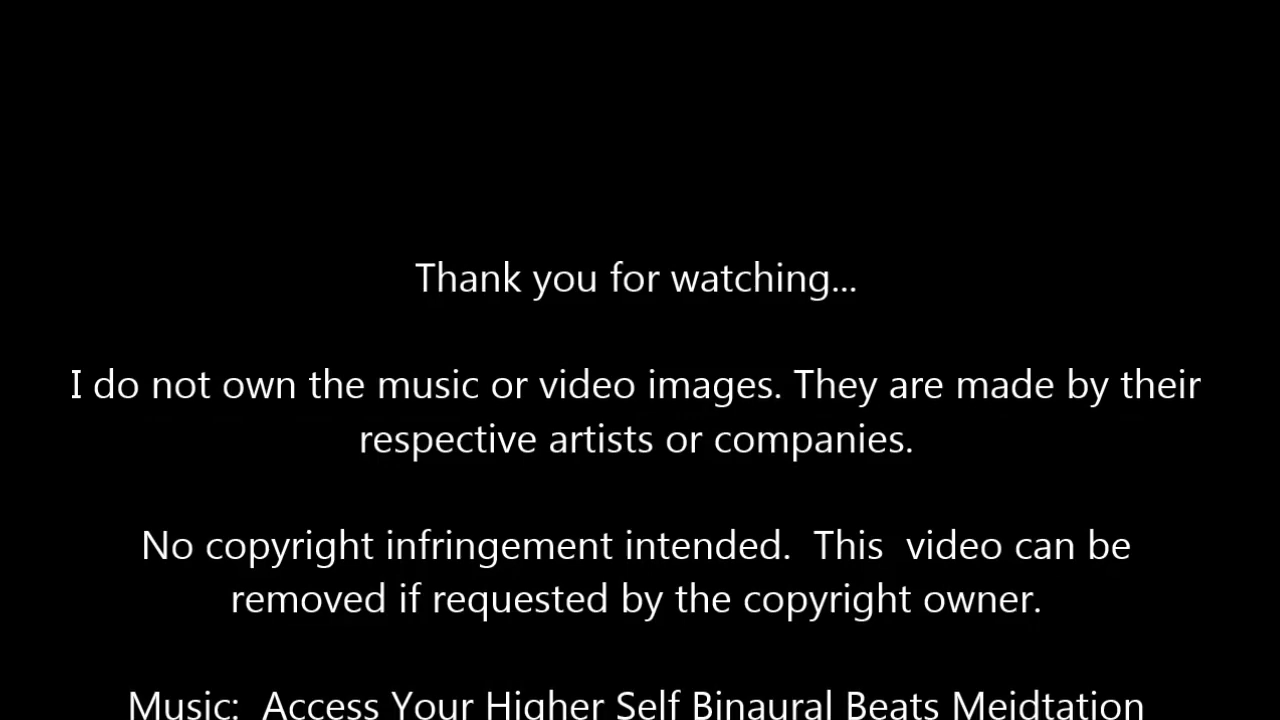 Thank you for watching...
I do not own the music or video images. They are made by their
respective artists or companies.
No copyright infringement intended.  This  video can be
removed if requested by the copyright owner.
Music:  Access Your Higher Self Binaural Beats Meidtation